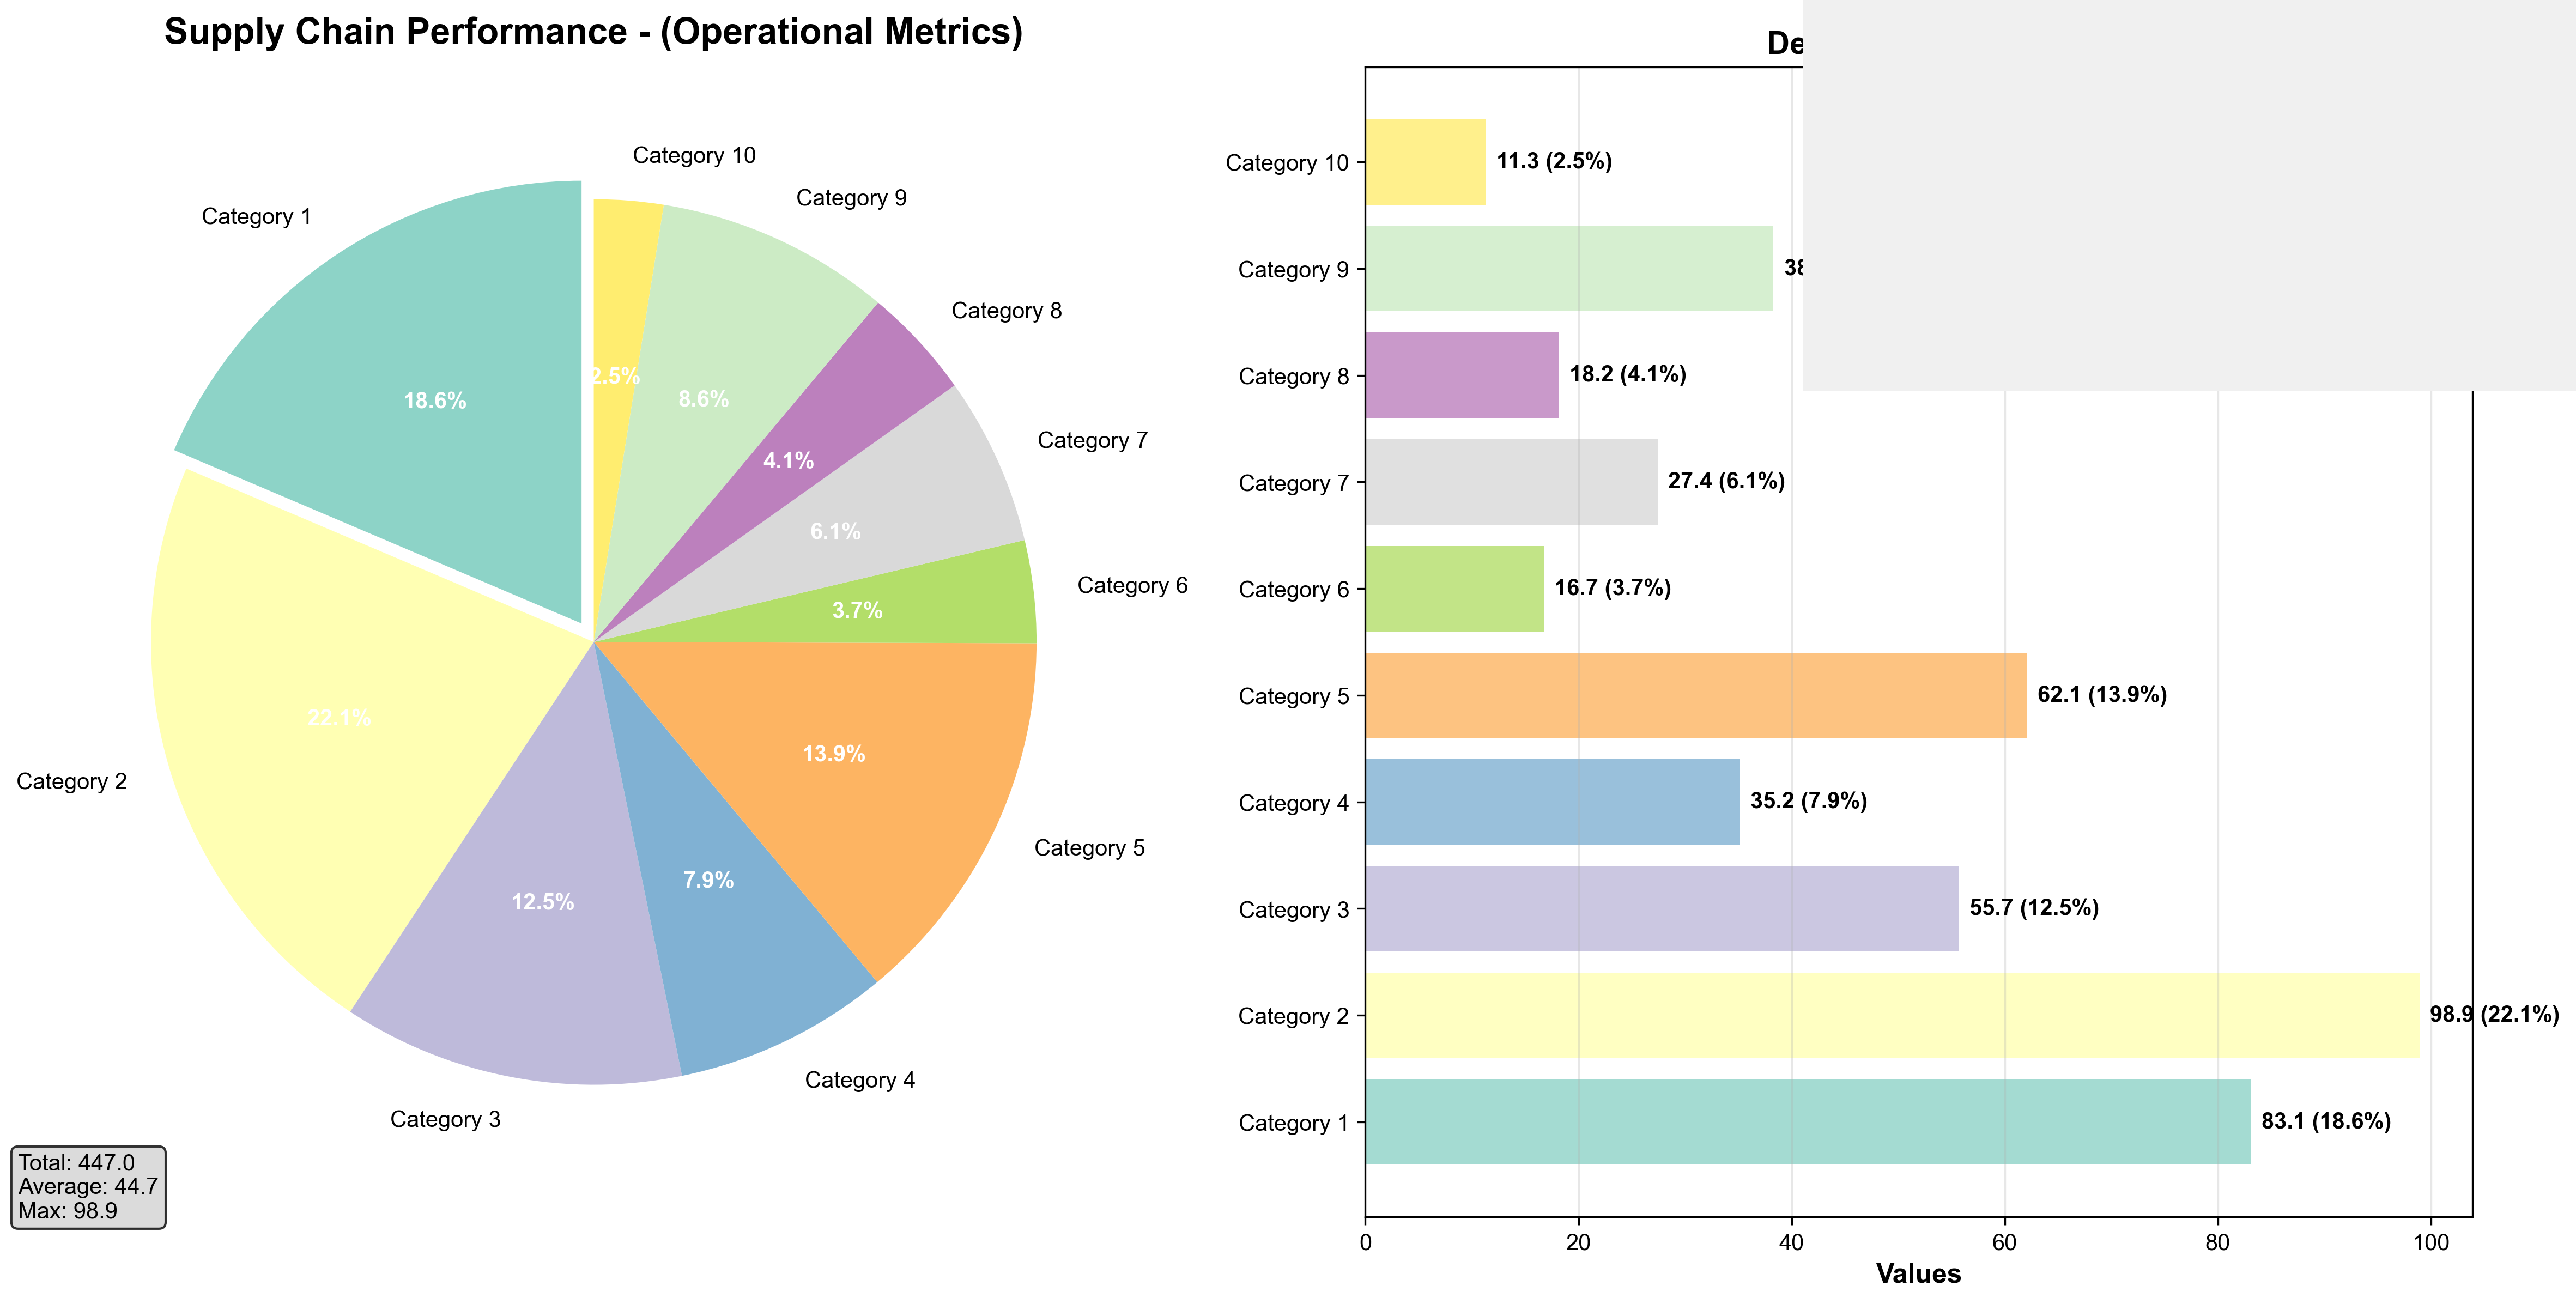 Supply Chain Performance - (Operational Metrics)
Category 10
Category 9
Category 1
Category 8
2.5%
8.6%
18.6%
Category 7
4.1%
6.1%
Category 6
3.7%
22.1%
13.9%
Category 2
Category 5
7.9%
12.5%
Category 4
Category 3
Total: 447.0
Average: 44.7
Max: 98.9
Category 10 11.3 (2.5%)
Category 9
Category 8 18.2 (4.1%)
Category 7 27.4 (6.1%)
Category 6 16.7 (3.7%)
Category 5 62.1 (13.9%)
Category 4 35.2 (7.9%)
Category 3 55.7 (12.5%)
Category 2 98.9 (22.1%)
Category 1 83.1 (18.6%)
0 20 40 60 80 100
Values